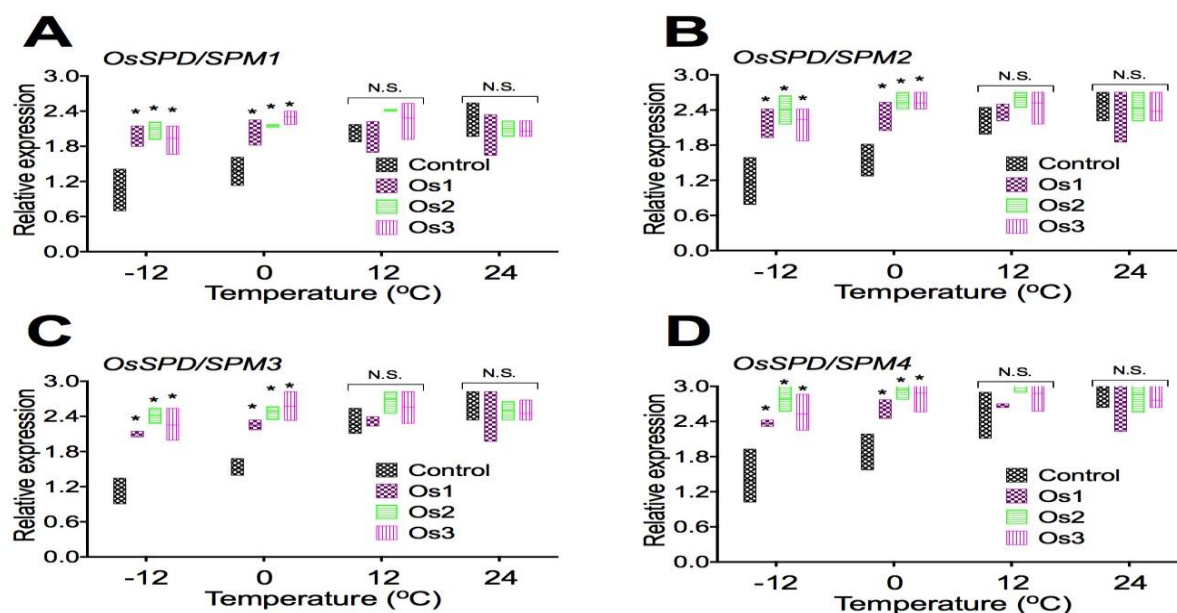 A
OsSPD/SPM1
Relative expression
3.0
2.4
1.8
1.2
0.6
0.0
* * *
* * *
N.S.
N.S.
Control
Os1
Os2
Os3
-12 0 12 24
Temperature (ºC)
B
OsSPD/SPM2
Relative expression
3.0
2.4
1.8
1.2
0.6
0.0
* * *
* * *
N.S.
N.S.
Control
Os1
Os2
Os3
-12 0 12 24
Temperature (ºC)
C
OsSPD/SPM3
Relative expression
3.0
2.4
1.8
1.2
0.6
0.0
* * *
* * *
N.S.
N.S.
Control
Os1
Os2
Os3
-12 0 12 24
Temperature (ºC)
D
OsSPD/SPM4
Relative expression
3.0
2.4
1.8
1.2
0.6
0.0
* * *
* * *
N.S.
N.S.
Control
Os1
Os2
Os3
-12 0 12 24
Temperature (ºC)